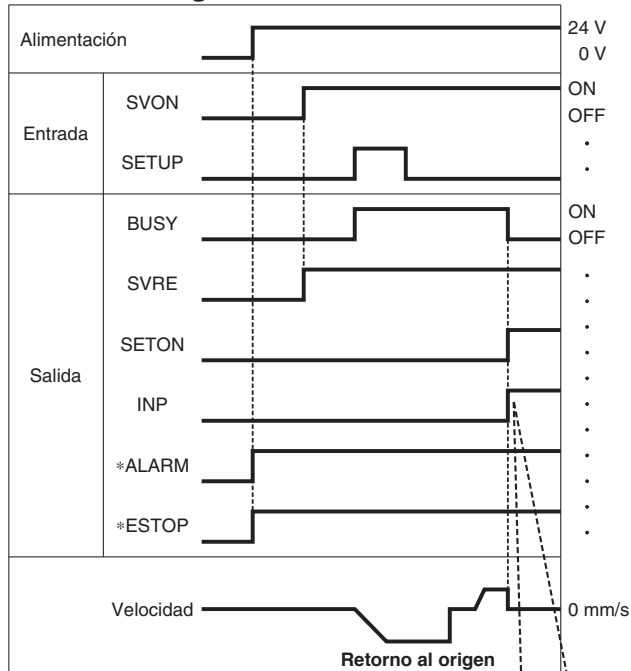 Alimentación
24 V
0 V
Entrada
SVON
ON
OFF
SETUP
Salida
BUSY
ON
OFF
SVRE
SETON
INP
*ALARM
*ESTOP
Velocidad
0 mm/s
Retorno al origen